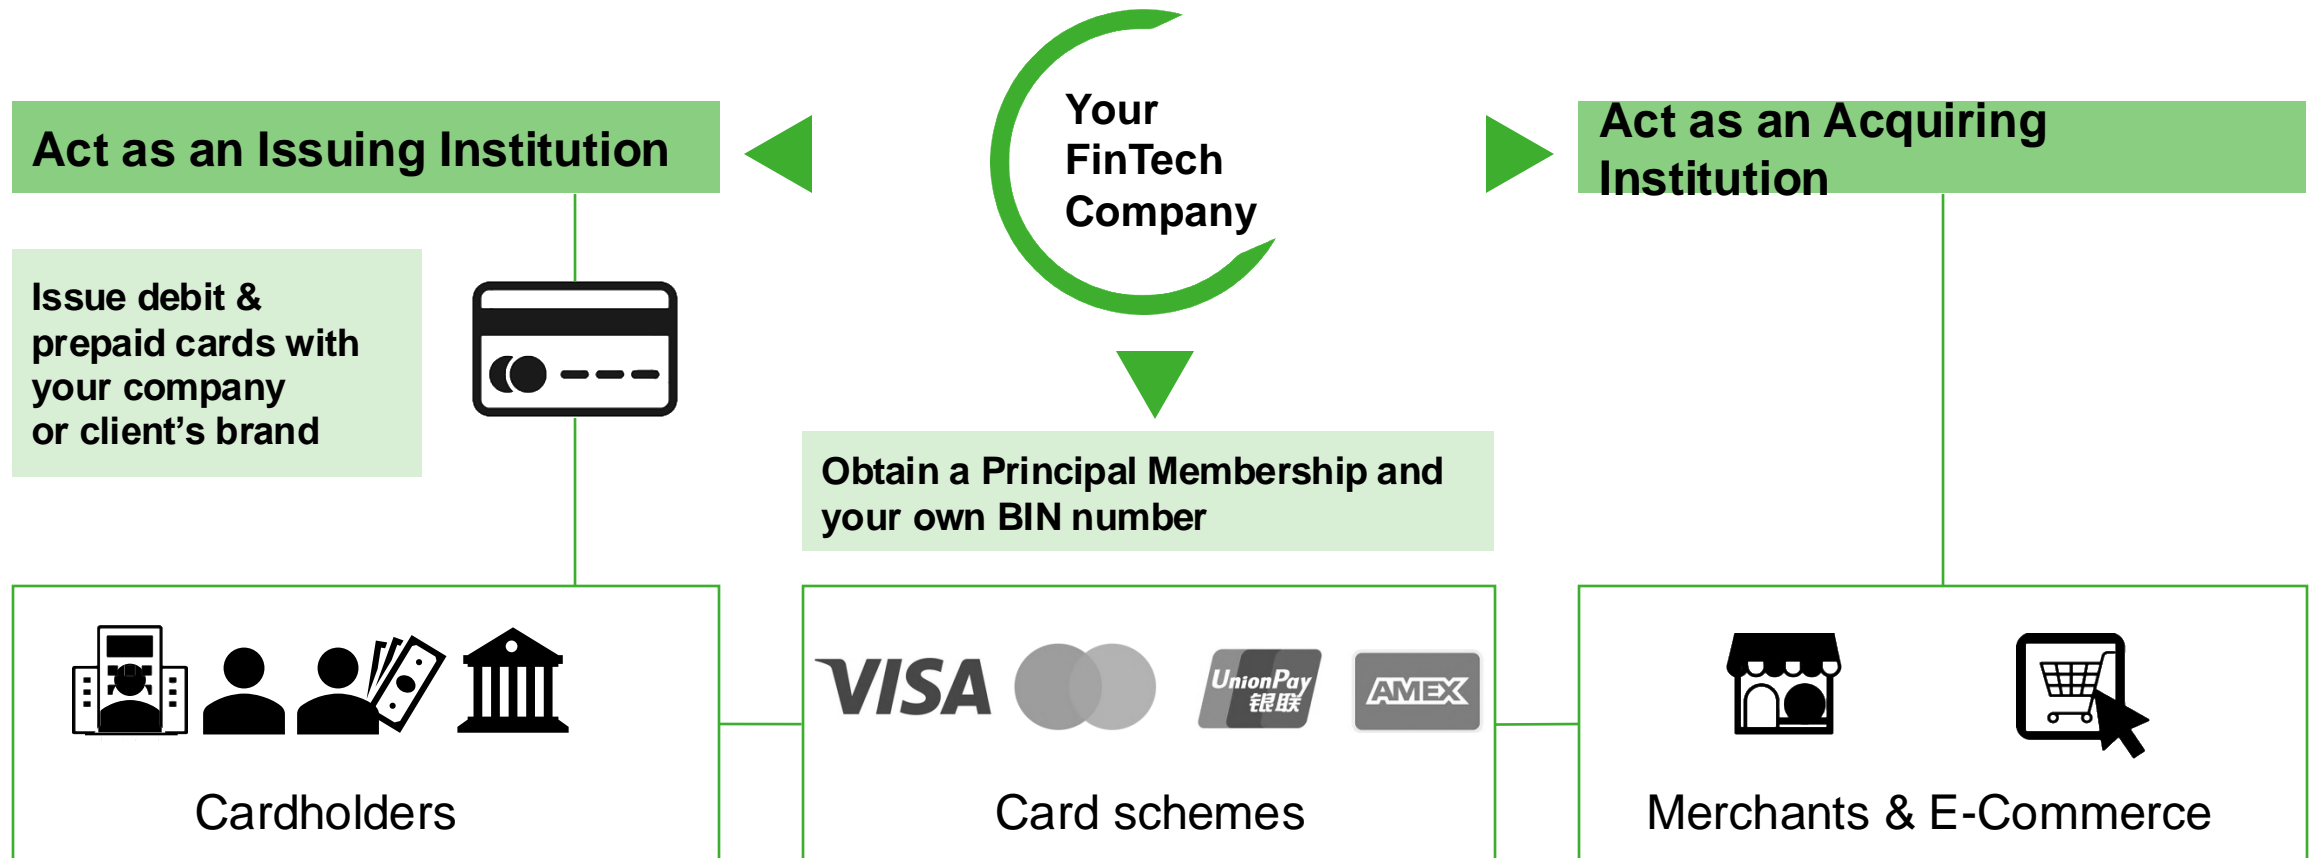 Your
FinTech
Company
Act as an Issuing Institution
Act as an Acquiring
Institution
Issue debit &
prepaid cards with
your company
or client’s brand
Obtain a Principal Membership and
your own BIN number
VISA
UnionPay
银联
AMEX
Cardholders
Card schemes
Merchants & E-Commerce